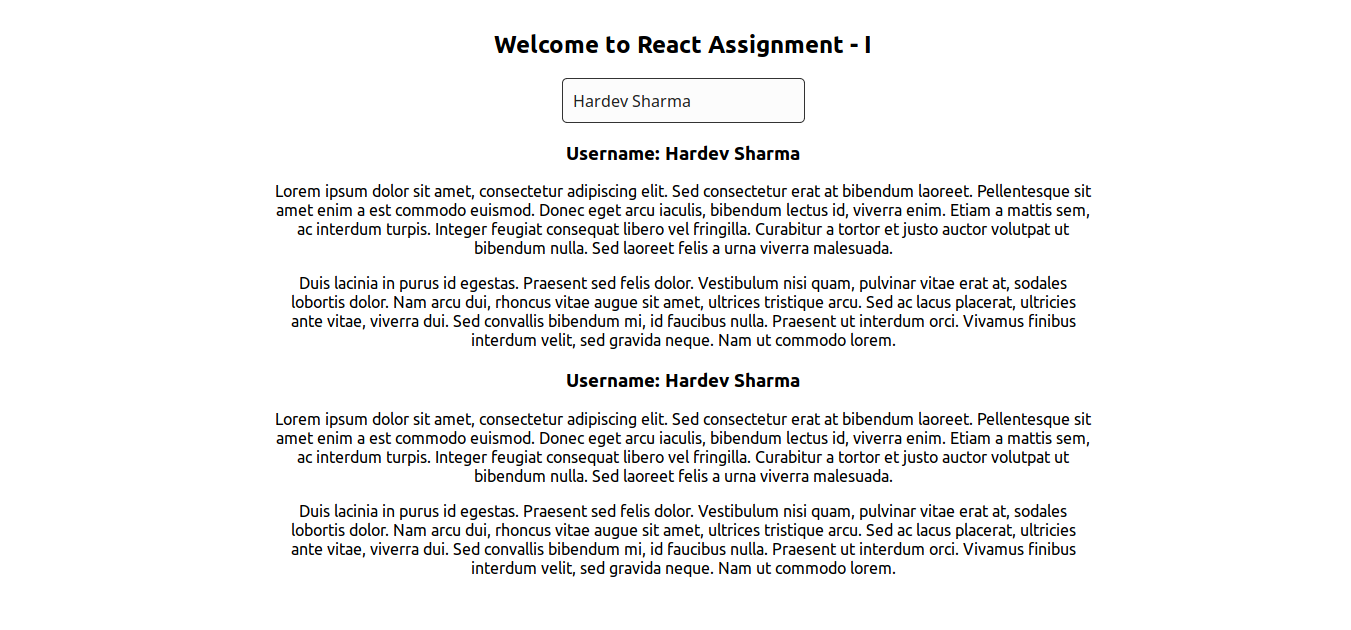 Welcome to React Assignment - I
Hardev Sharma
Username: Hardev Sharma
Lorem ipsum dolor sit amet, consectetur adipiscing elit. Sed consectetur erat at bibendum laoreet. Pellentesque sit
amet enim a est commodo euismod. Donec eget arcu iaculis, bibendum lectus id, viverra enim. Etiam a mattis sem,
ac interdum turpis. Integer feugiat consequat libero vel fringilla. Curabitur a tortor et justo auctor volutpat ut
bibendum nulla. Sed laoreet felis a urna viverra malesuada.
Duis lacinia in purus id egestas. Praesent sed felis dolor. Vestibulum nisi quam, pulvinar vitae erat at, sodales
lobortis dolor. Nam arcu dui, rhoncus vitae augue sit amet, ultrices tristique arcu. Sed ac lacus placerat, ultricies
ante vitae, viverra dui. Sed convallis bibendum mi, id faucibus nulla. Praesent ut interdum orci. Vivamus finibus
interdum velit, sed gravida neque. Nam ut commodo lorem.
Username: Hardev Sharma
Lorem ipsum dolor sit amet, consectetur adipiscing elit. Sed consectetur erat at bibendum laoreet. Pellentesque sit
amet enim a est commodo euismod. Donec eget arcu iaculis, bibendum lectus id, viverra enim. Etiam a mattis sem,
ac interdum turpis. Integer feugiat consequat libero vel fringilla. Curabitur a tortor et justo auctor volutpat ut
bibendum nulla. Sed laoreet felis a urna viverra malesuada.
Duis lacinia in purus id egestas. Praesent sed felis dolor. Vestibulum nisi quam, pulvinar vitae erat at, sodales
lobortis dolor. Nam arcu dui, rhoncus vitae augue sit amet, ultrices tristique arcu. Sed ac lacus placerat, ultricies
ante vitae, viverra dui. Sed convallis bibendum mi, id faucibus nulla. Praesent ut interdum orci. Vivamus finibus
interdum velit, sed gravida neque. Nam ut commodo lorem.